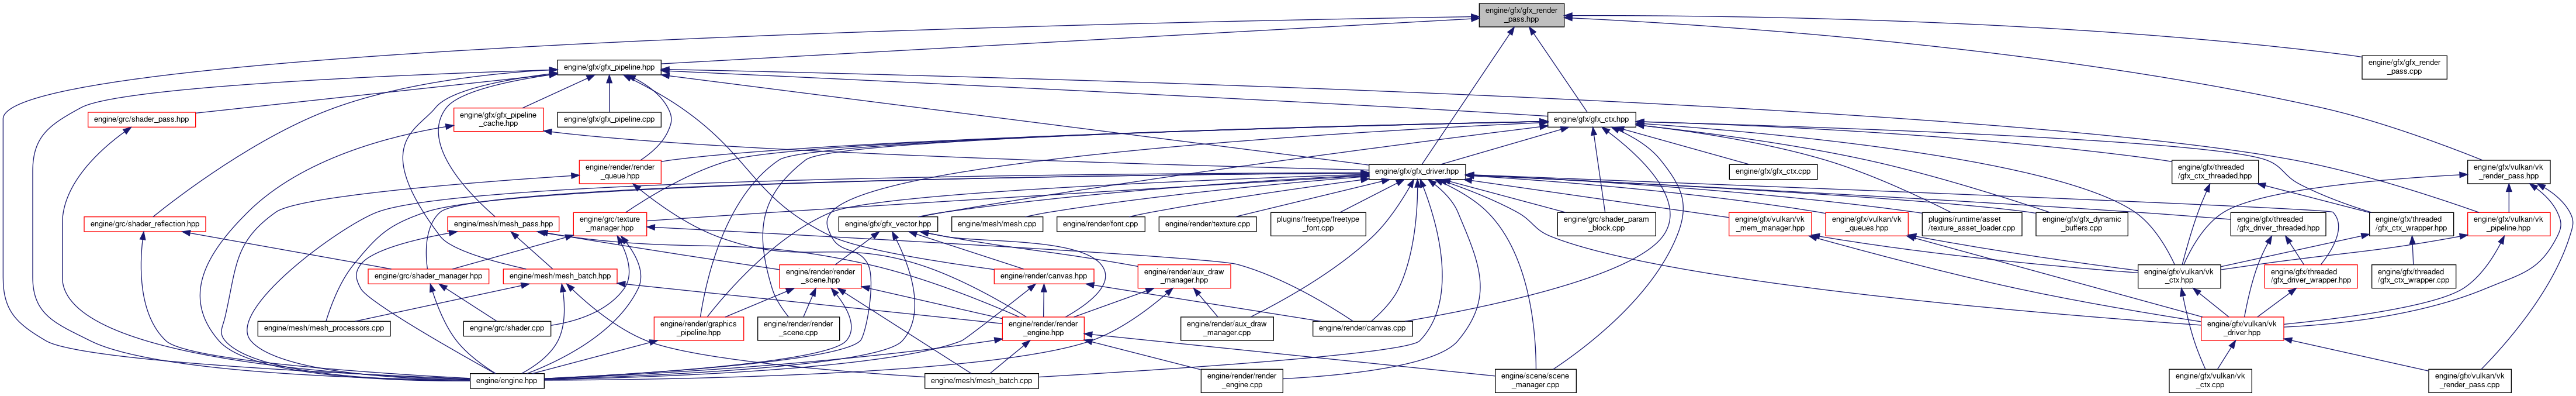 engine/gfx/gfx_render
_pass.hpp
engine/gfx/gfx_pipeline.hpp
engine/gfx/gfx_render
_pass.cpp
engine/grc/shader_pass.hpp
engine/gfx/gfx_pipeline
_cache.hpp
engine/gfx/gfx_pipeline.cpp
engine/gfx/gfx_ctx.hpp
engine/render/render
_queue.hpp
engine/gfx/gfx_driver.hpp
engine/gfx/gfx_ctx.cpp
engine/gfx/threaded
/gfx_ctx_threaded.hpp
engine/gfx/vulkan/vk
_render_pass.hpp
engine/grc/shader_reflection.hpp
engine/mesh/mesh_pass.hpp
engine/grc/texture
_manager.hpp
engine/gfx/gfx_vector.hpp
engine/mesh/mesh.cpp
engine/render/font.cpp
engine/render/texture.cpp
plugins/freetype/freetype
_font.cpp
engine/grc/shader_param
_block.cpp
engine/gfx/vulkan/vk
_mem_manager.hpp
engine/gfx/vulkan/vk
_queues.hpp
plugins/runtime/asset
/texture_asset_loader.cpp
engine/gfx/gfx_dynamic
_buffers.cpp
engine/gfx/threaded
/gfx_driver_threaded.hpp
engine/gfx/threaded
/gfx_ctx_wrapper.hpp
engine/gfx/vulkan/vk
_pipeline.hpp
engine/grc/shader_manager.hpp
engine/mesh/mesh_batch.hpp
engine/render/render
_scene.hpp
engine/render/canvas.hpp
engine/render/aux_draw
_manager.hpp
engine/gfx/vulkan/vk
_ctx.hpp
engine/gfx/threaded
/gfx_driver_wrapper.hpp
engine/gfx/threaded
/gfx_ctx_wrapper.cpp
engine/mesh/mesh_processors.cpp
engine/grc/shader.cpp
engine/render/graphics
_pipeline.hpp
engine/render/render
_scene.cpp
engine/render/render
_engine.hpp
engine/render/aux_draw
_manager.cpp
engine/render/canvas.cpp
engine/gfx/vulkan/vk
_driver.hpp
engine/engine.hpp
engine/mesh/mesh_batch.cpp
engine/render/render
_engine.cpp
engine/scene/scene
_manager.cpp
engine/gfx/vulkan/vk
_ctx.cpp
engine/gfx/vulkan/vk
_render_pass.cpp